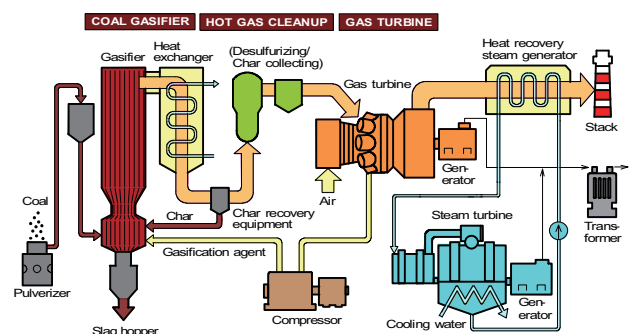 COAL GASIFIER
HOT GAS CLEANUP
GAS TURBINE
Gasifier
Heat
exchanger
(Desulfurizing/
Char collecting)
Gas turbine
Heat recovery
steam generator
Stack
Coal
Pulverizer
Char
Char recovery
equipment
Air
Gen-
erator
Trans-
former
Gasification agent
Steam turbine
Compressor
Cooling water
Gen-
erator
Slag hopper